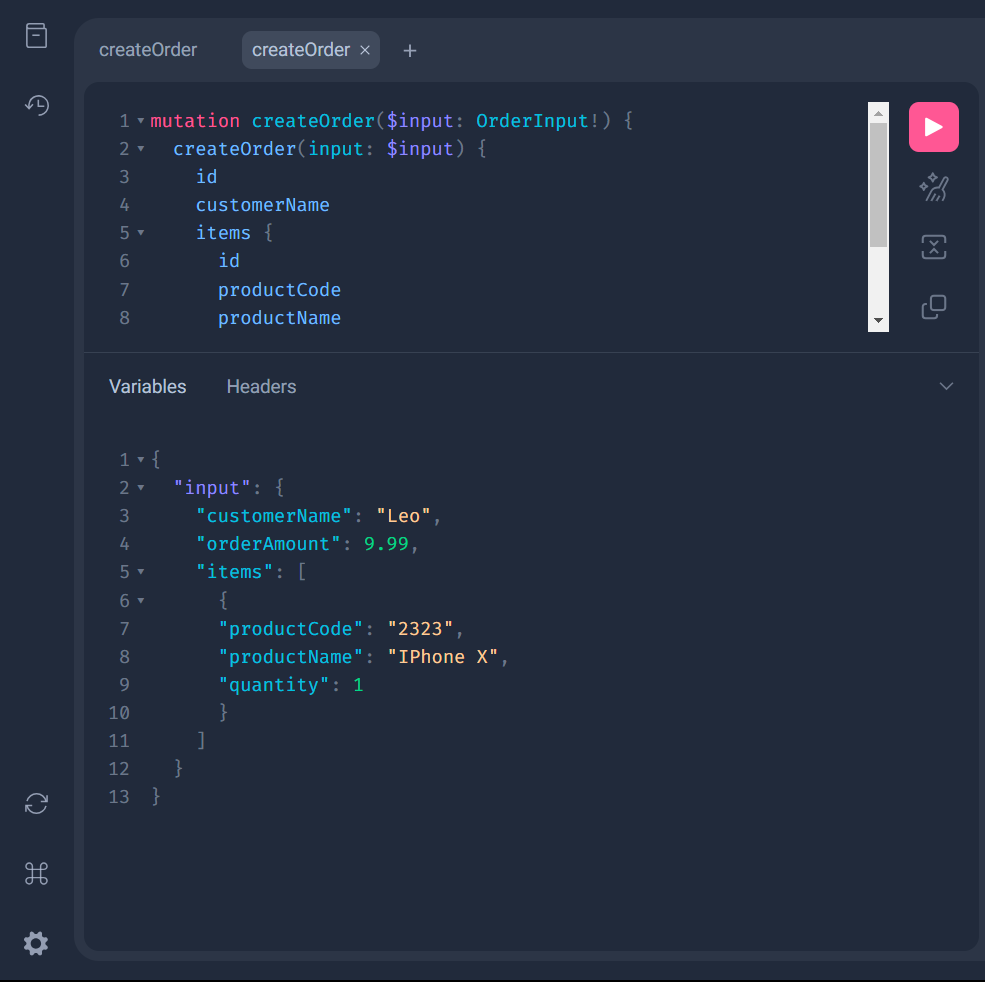 createOrder createOrder × +
1 mutation createOrder($input: OrderInput!) {
2   createOrder(input: $input) {
3     id
4     customerName
5     items {
6       id
7       productCode
8       productName
Variables Headers
1 {
2   "input": {
3     "customerName": "Leo",
4     "orderAmount": 9.99,
5     "items": [
6       {
7       "productCode": "2323",
8       "productName": "IPhone X",
9       "quantity": 1
10       }
11     ]
12   }
13 }